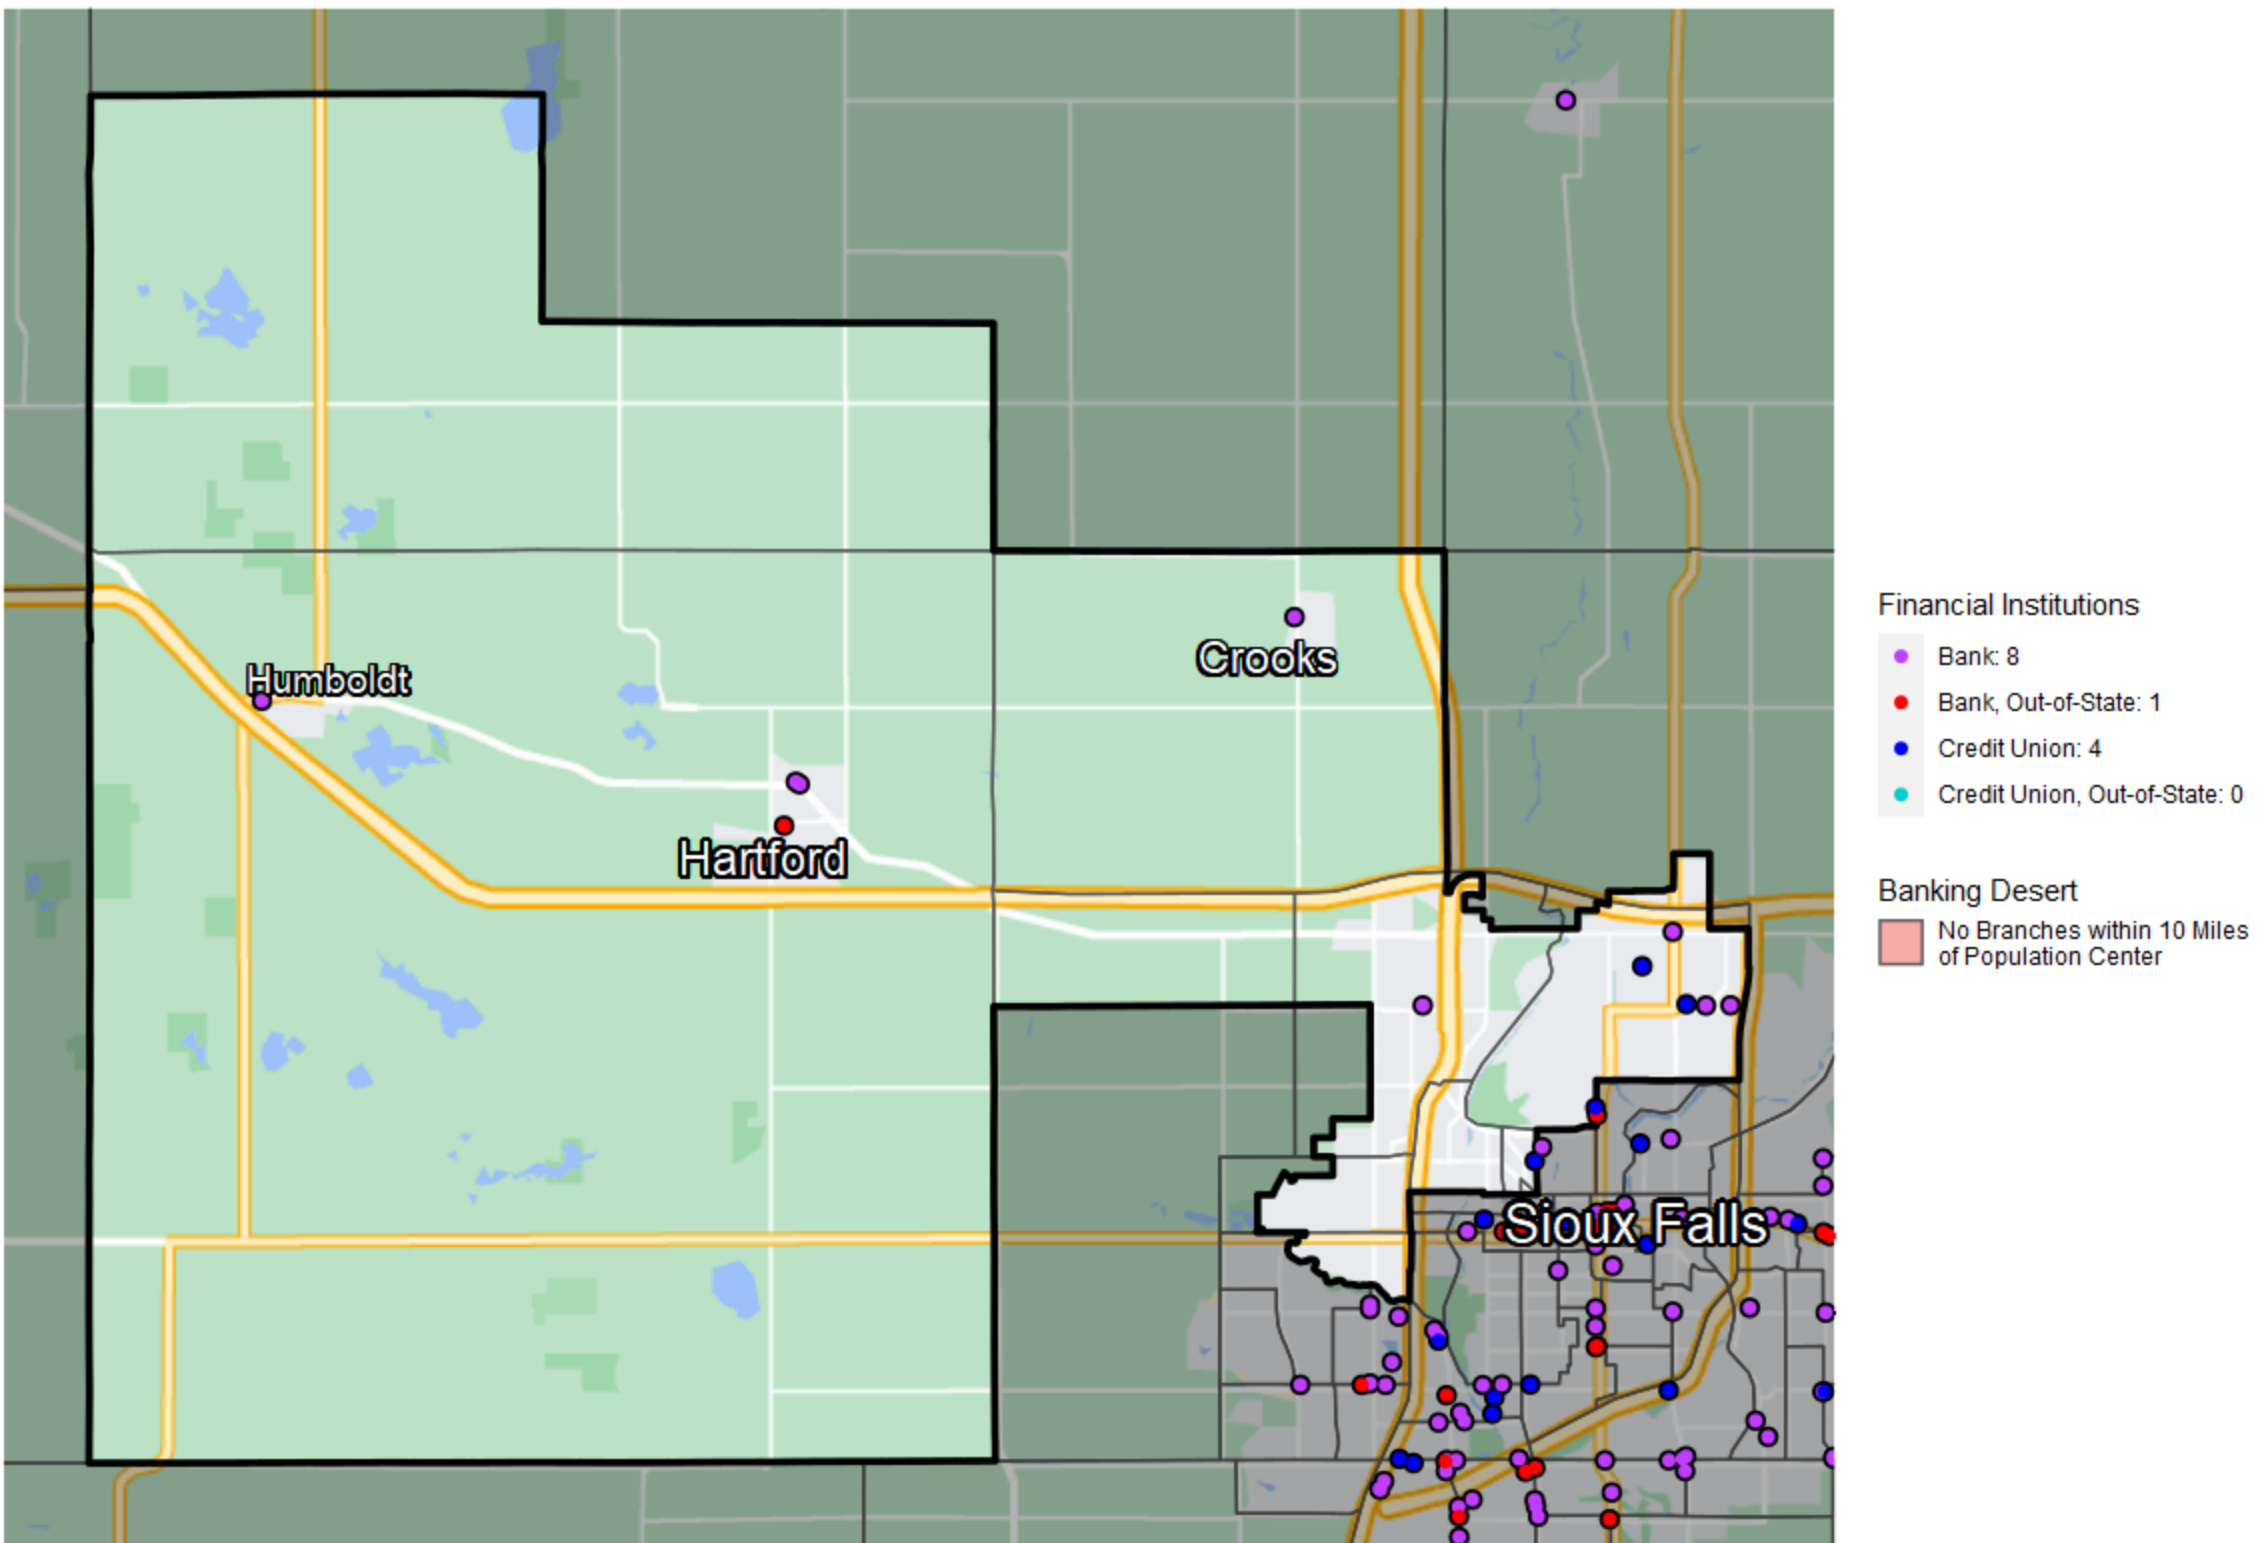 Humboldt
Crooks
Hartford
Sioux Falls
Financial Institutions
Bank: 8
Bank, Out-of-State: 1
Credit Union: 4
Credit Union, Out-of-State: 0
Banking Desert
No Branches within 10 Miles
of Population Center